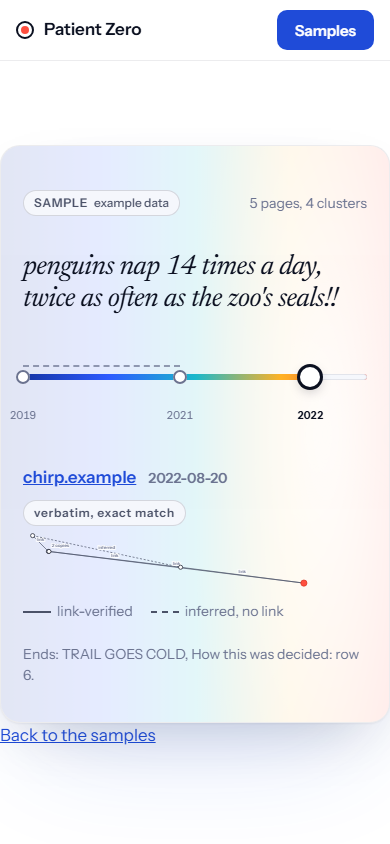 Patient Zero
Samples
SAMPLE example data
5 pages, 4 clusters
penguins nap 14 times a day,
twice as often as the zoo's seals!!
2019
2021
2022
chirp.example 2022-08-20
verbatim, exact match
inferred
link
link-verified
inferred, no link
Ends: TRAIL GOES COLD, How this was decided: row
6.
Back to the samples